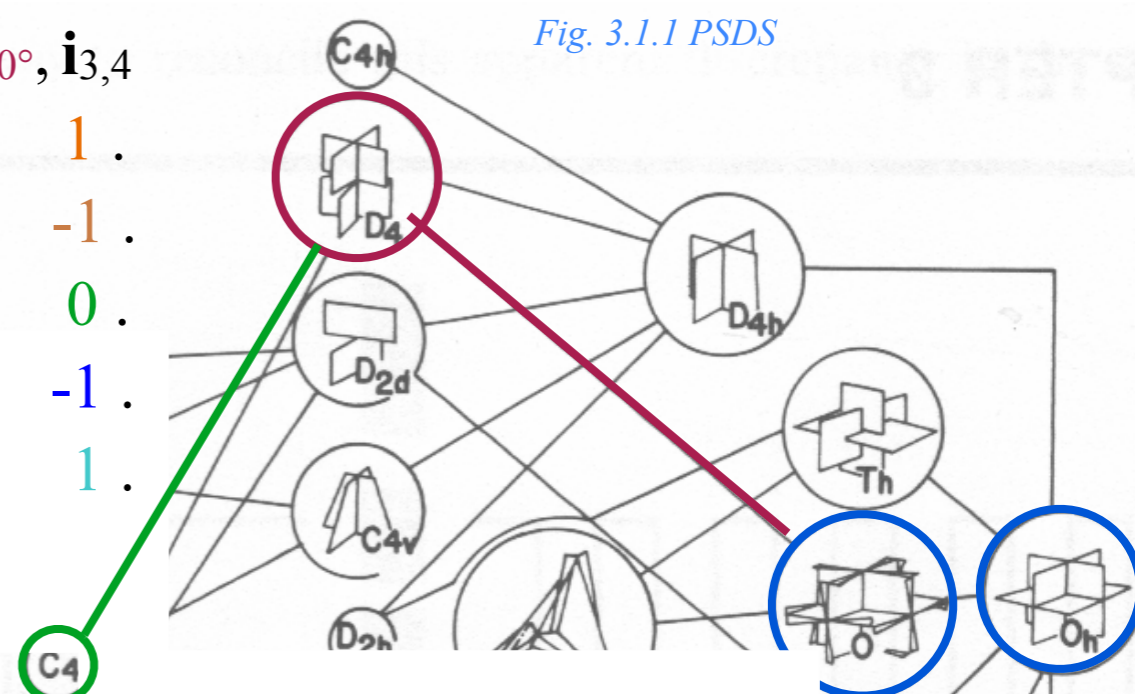 Fig. 3.1.1 PSDS
0°, i3,4
1 .
-1 .
0 .
-1 .
1 .
C4h
D4
D4h
D2d
Th
C4v
D2h
O
Oh
C4